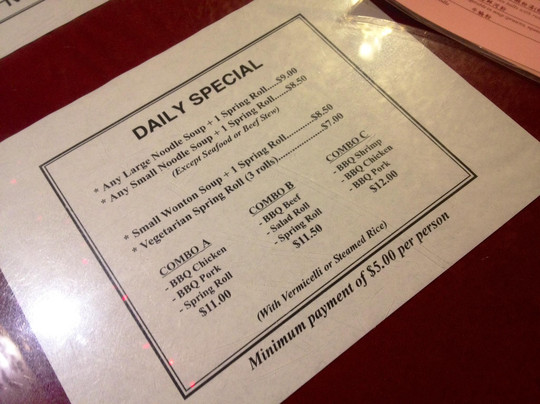 DAILY SPECIAL
* Any Large Noodle Soup + 1 Spring Roll.....$9.00
* Any Small Noodle Soup + 1 Spring Roll......$8.50
(Except Seafood or Beef Stew)
* Small Wonton Soup + 1 Spring Roll...............$8.50
* Vegetarian Spring Roll (3 rolls)......................$7.00
COMBO A
- BBQ Chicken
- BBQ Pork
- Spring Roll
$11.00
COMBO B
- BBQ Beef
- Salad Roll
- Spring Roll
$11.50
COMBO C
- BBQ Shrimp
- BBQ Chicken
- BBQ Pork
$12.00
(With Vermicelli or Steamed Rice)
Minimum payment of $5.00 per person